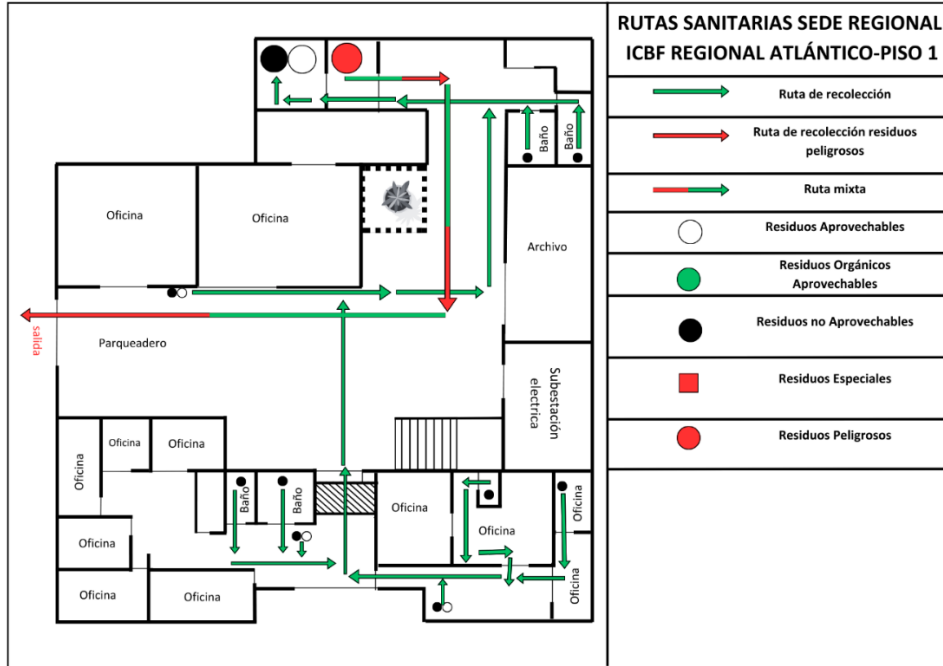 RUTAS SANITARIAS SEDE REGIONAL
ICBF REGIONAL ATLÁNTICO-PISO 1
Ruta de recolección
Ruta de recolección residuos
peligrosos
Ruta mixta
Residuos Aprovechables
Residuos Orgánicos
Aprovechables
Residuos no Aprovechables
Residuos Especiales
Residuos Peligrosos
Baño
Baño
Oficina
Oficina
Archivo
salida
Parqueadero
Subestación
electrica
Oficina
Oficina
Oficina
Baño
Baño
Oficina
Oficina
Oficina
Oficina
Oficina
Oficina
Oficina